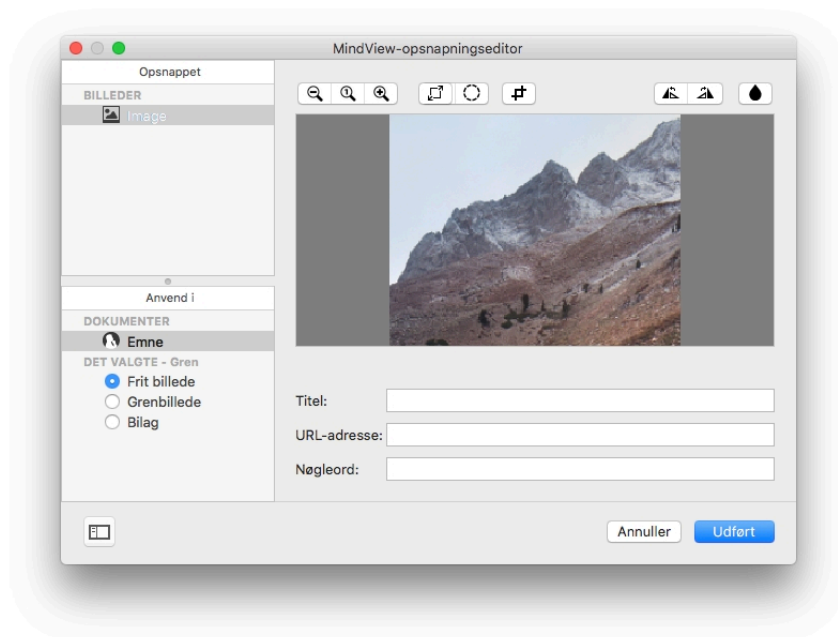 MindView-opsnapningseditor
Opsnappet
BILLEDER
Image
Anvend i
DOKUMENTER
Emne
DET VALGTE - Gren
Frit billede
Grenbillede
Bilag
Titel:
URL-adresse:
Nøgleord:
Annuller
Udført